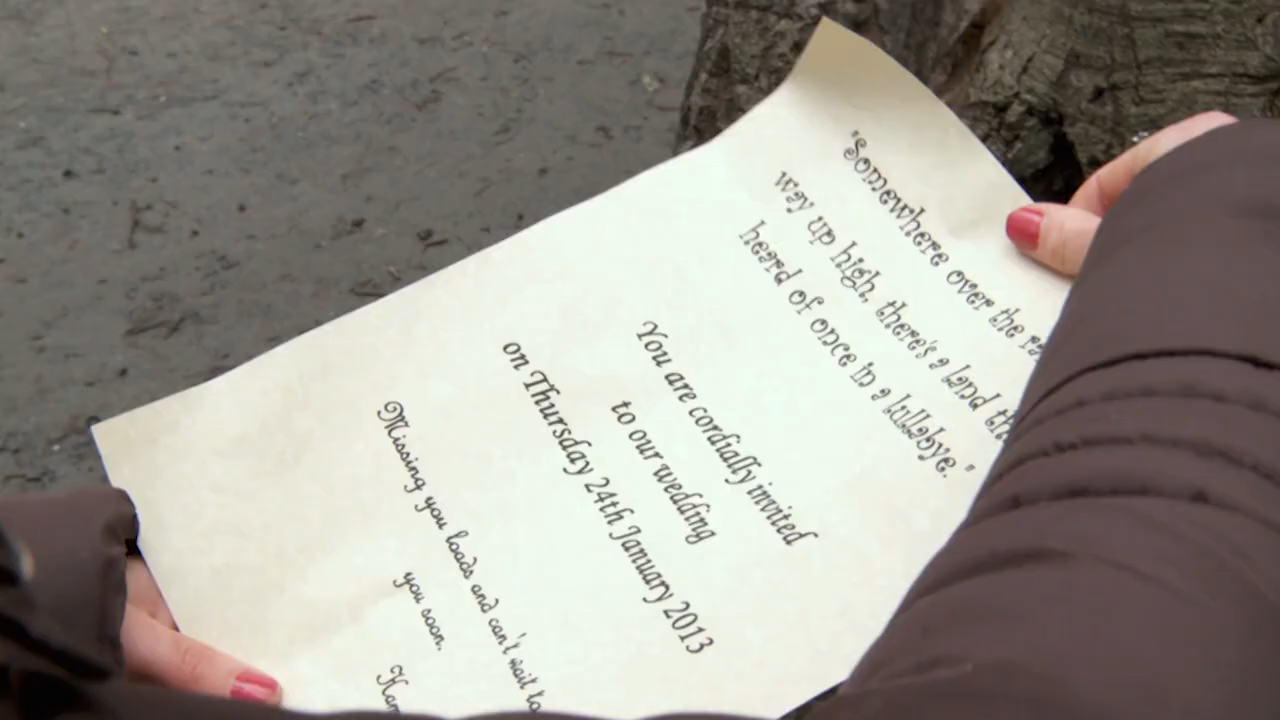 "Somewhere over the
way up high, there's a land
heard of once in a lullabye."
You are cordially invited
to our wedding
on Thursday 24th January 2013
Missing you loads and can't wait to
you soon.